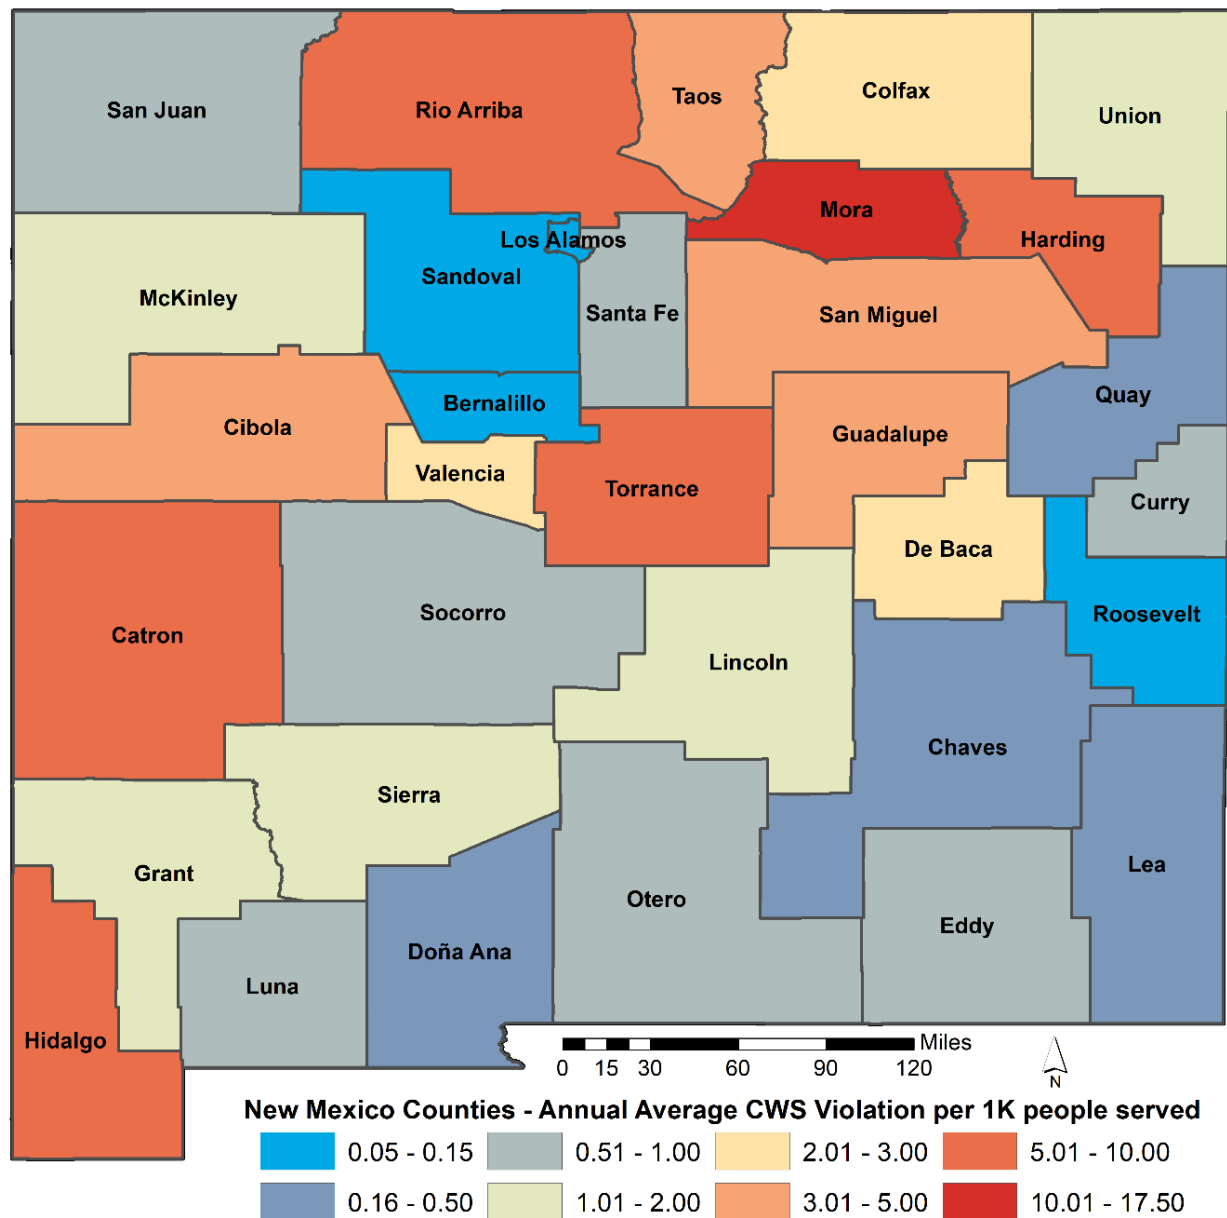 San Juan
Rio Arriba
Taos
Colfax
Union
Mora
Harding
Los Alamos
Sandoval
McKinley
Santa Fe
San Miguel
Quay
Bernalillo
Cibola
Guadalupe
Valencia
Torrance
Curry
De Baca
Socorro
Roosevelt
Catron
Lincoln
Chaves
Sierra
Grant
Lea
Otero
Eddy
Doña Ana
Luna
Hidalgo
Miles
0 15 30 60 90 120
N
New Mexico Counties - Annual Average CWS Violation per 1K people served
0.05 - 0.15 0.51 - 1.00 2.01 - 3.00 5.01 - 10.00
0.16 - 0.50 1.01 - 2.00 3.01 - 5.00 10.01 - 17.50